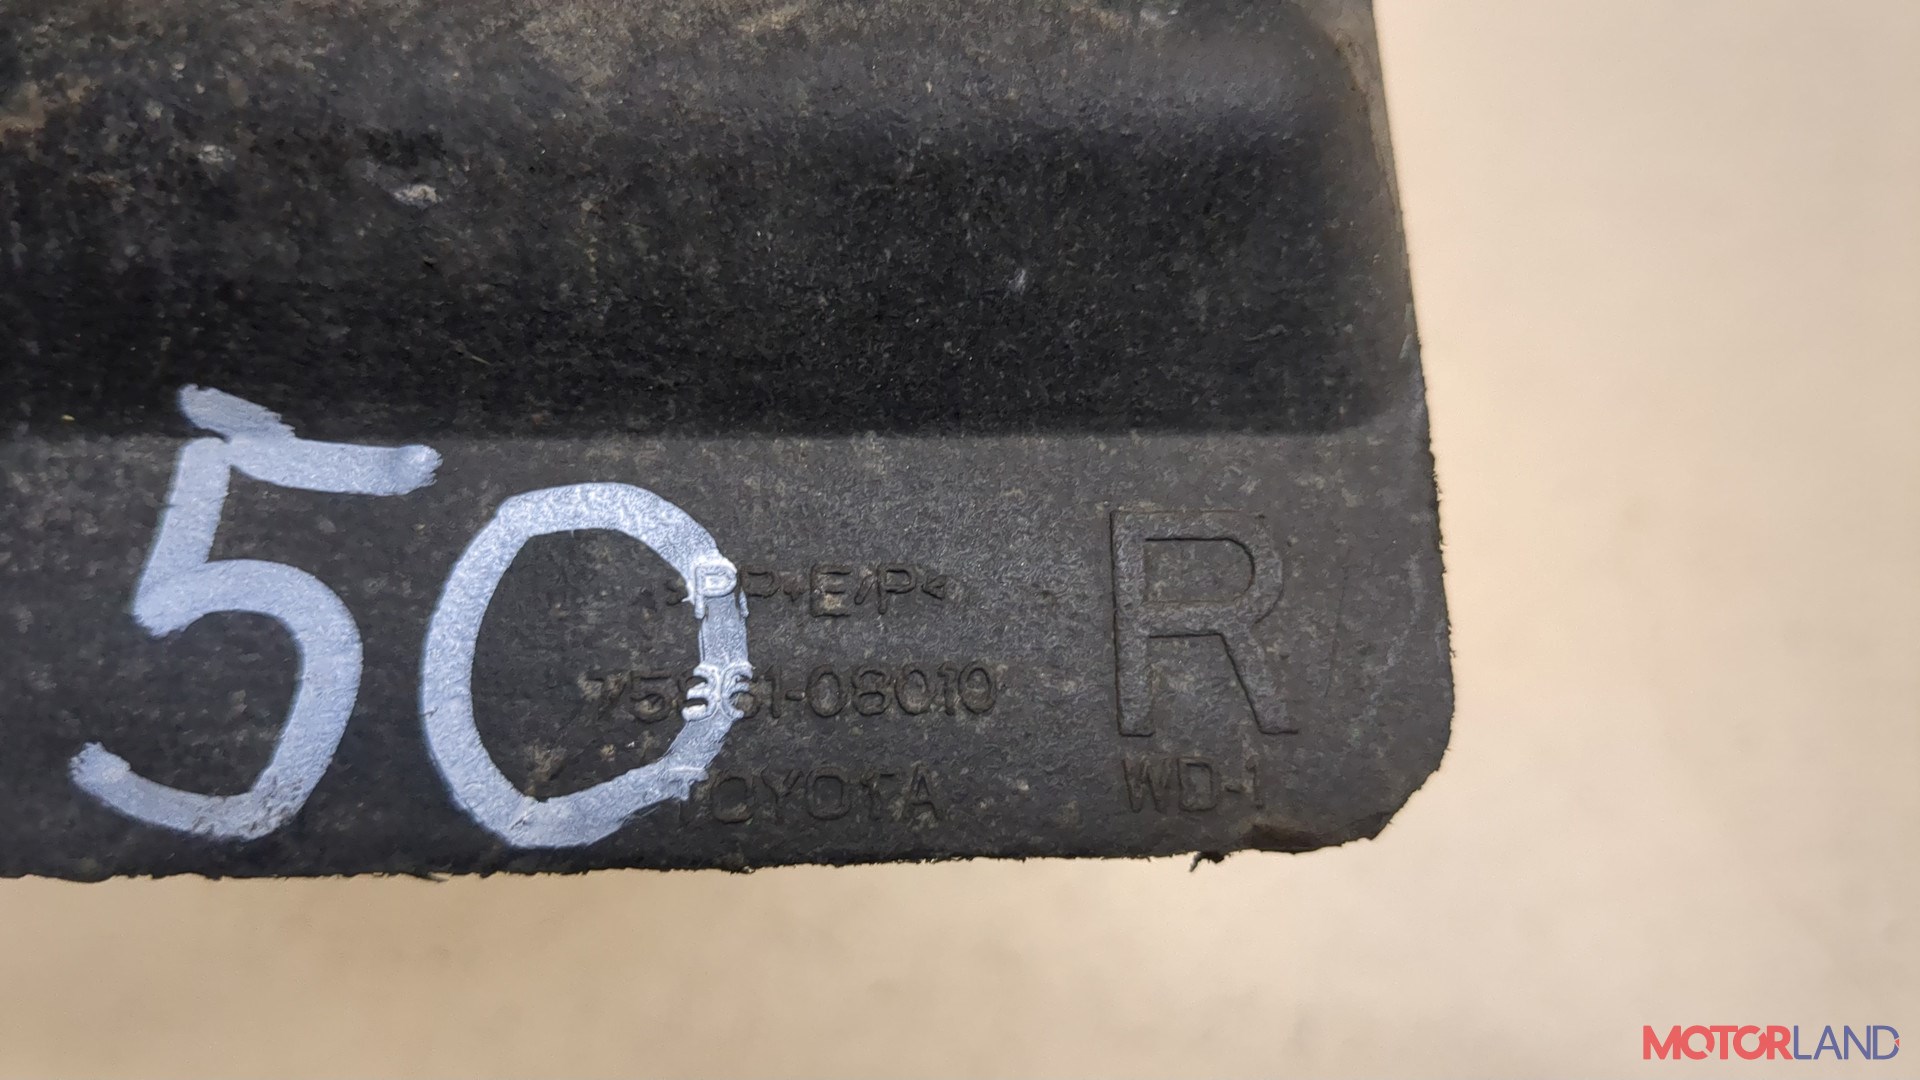 50
>PP+E/P<
75861-08010
TOYOTA
R
WD-1
MOTORLAND